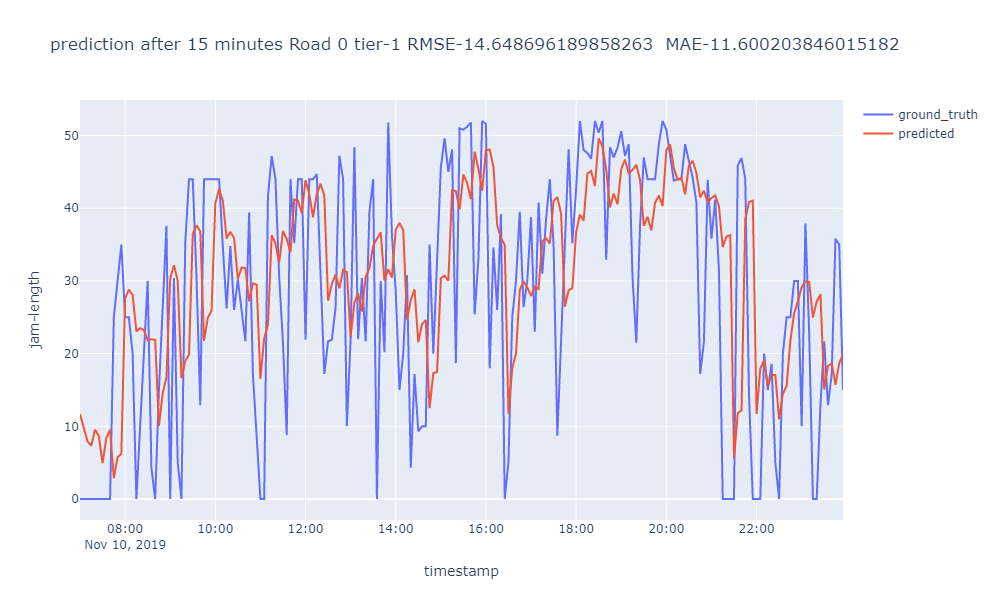 prediction after 15 minutes Road 0 tier-1 RMSE-14.648696189858263  MAE-11.600203846015182
ground_truth
predicted
50
40
30
20
10
0
jam-length
08:00 10:00 12:00 14:00 16:00 18:00 20:00 22:00
Nov 10, 2019
timestamp